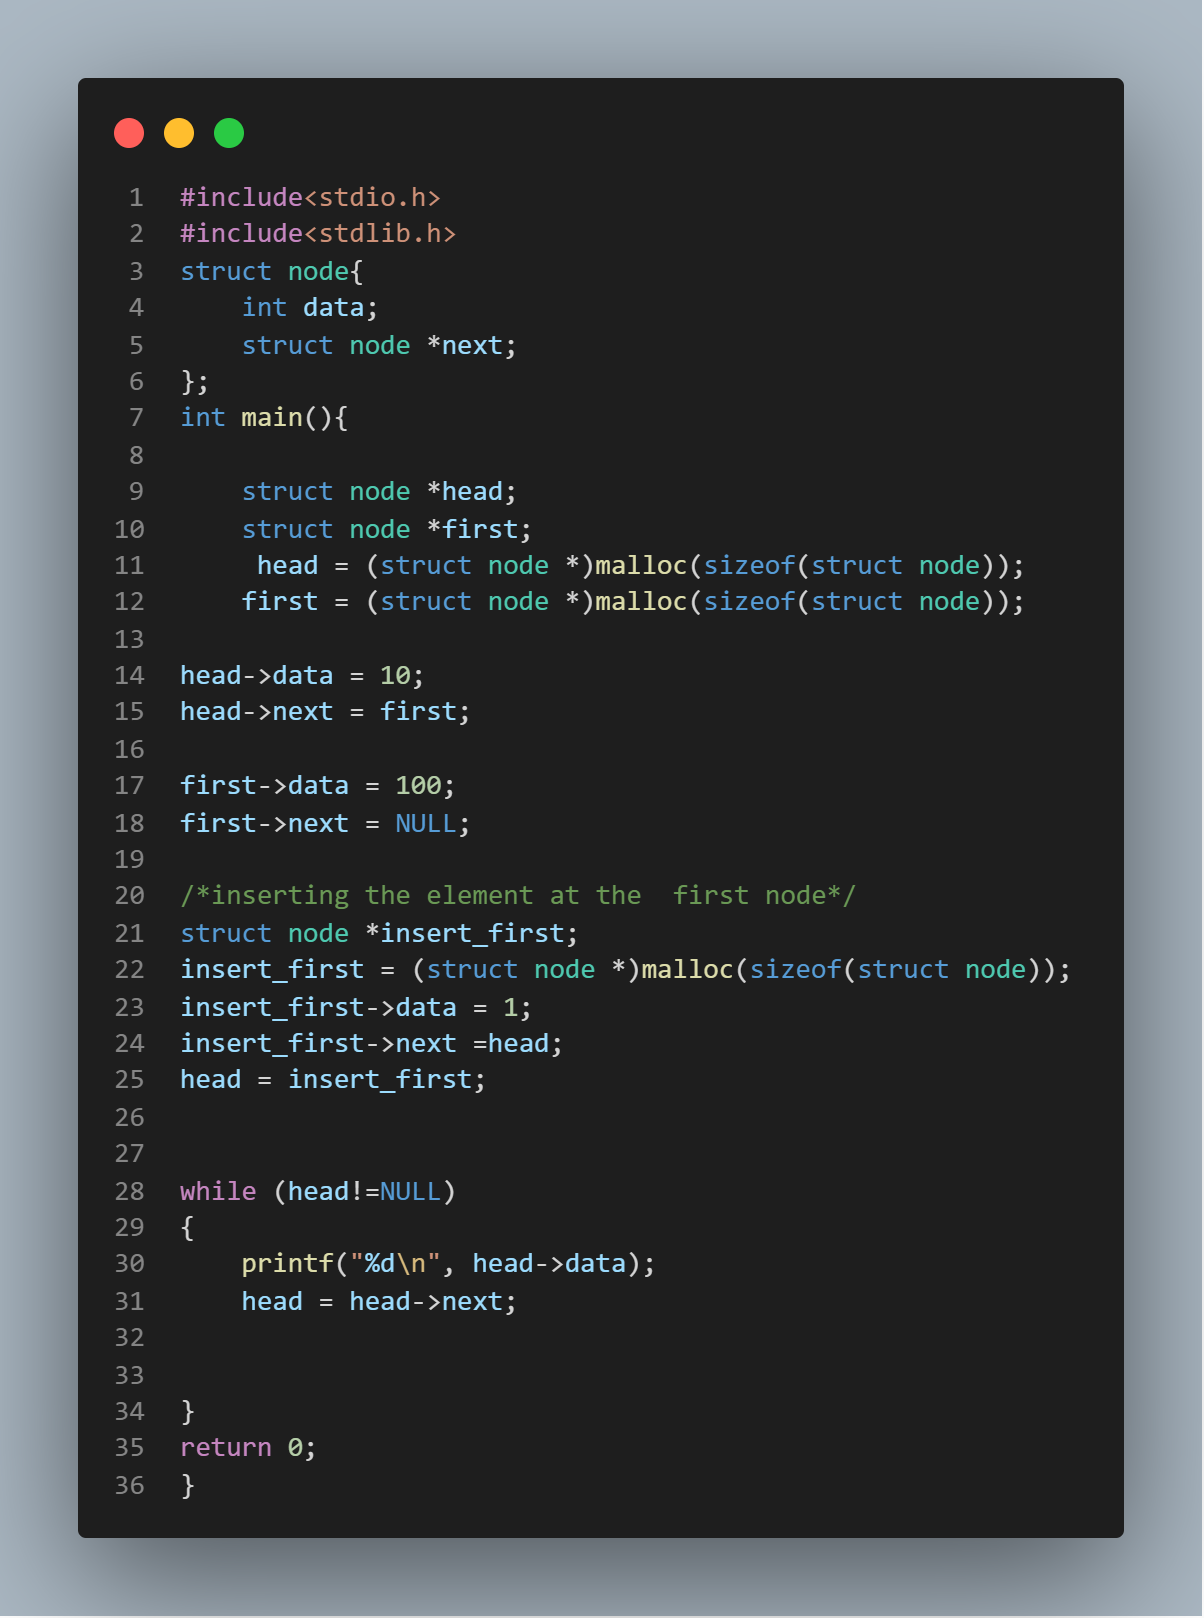 1 #include<stdio.h>
2 #include<stdlib.h>
3 struct node{
4     int data;
5     struct node *next;
6 };
7 int main(){
8
9     struct node *head;
10     struct node *first;
11      head = (struct node *)malloc(sizeof(struct node));
12     first = (struct node *)malloc(sizeof(struct node));
13
14 head->data = 10;
15 head->next = first;
16
17 first->data = 100;
18 first->next = NULL;
19
20 /*inserting the element at the  first node*/
21 struct node *insert_first;
22 insert_first = (struct node *)malloc(sizeof(struct node));
23 insert_first->data = 1;
24 insert_first->next =head;
25 head = insert_first;
26
27
28 while (head!=NULL)
29 {
30     printf("%d\n", head->data);
31     head = head->next;
32
33
34 }
35 return 0;
36 }